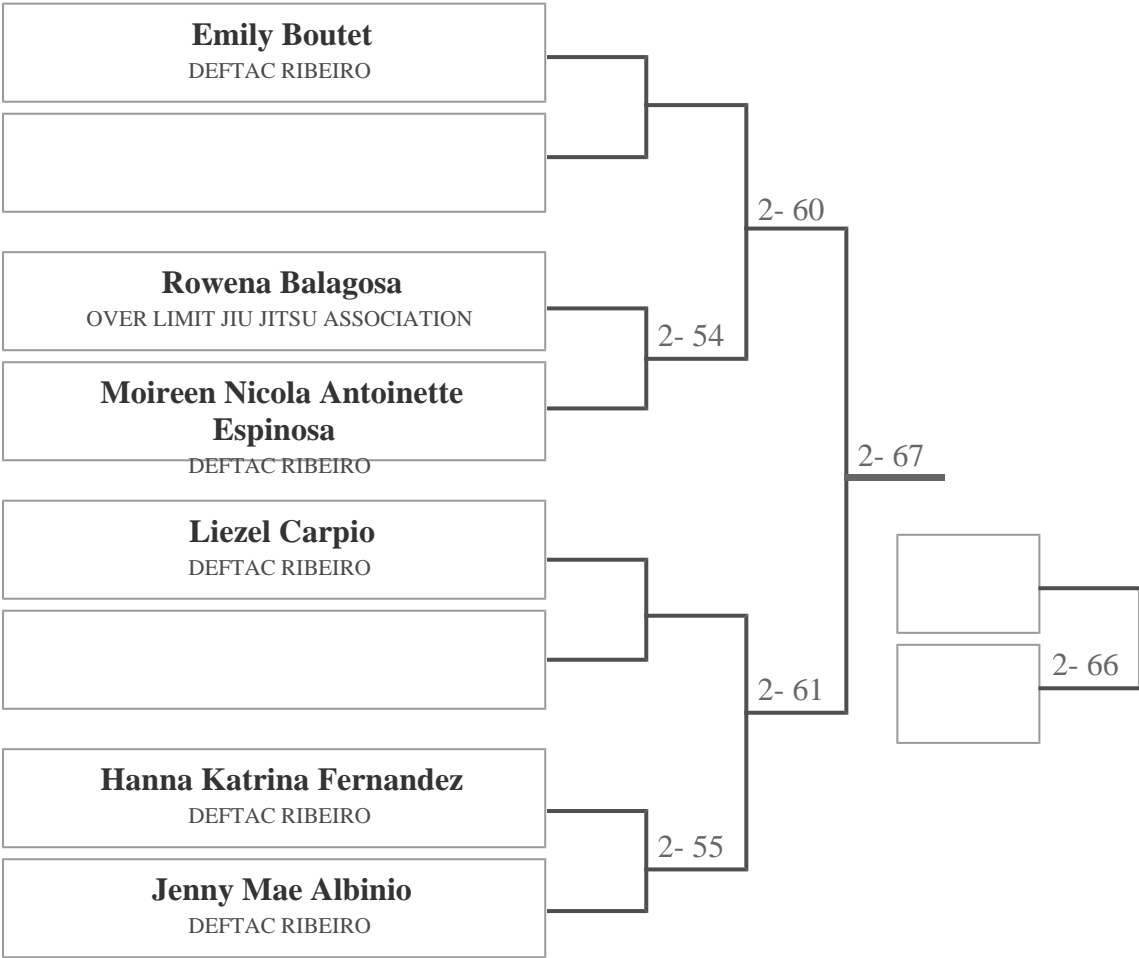 Emily Boutet
DEFTAC RIBEIRO
2- 60
Rowena Balagosa
OVER LIMIT JIU JITSU ASSOCIATION
2- 54
Moireen Nicola Antoinette
Espinosa
DEFTAC RIBEIRO
2- 67
Liezel Carpio
DEFTAC RIBEIRO
2- 66
2- 61
Hanna Katrina Fernandez
DEFTAC RIBEIRO
2- 55
Jenny Mae Albinio
DEFTAC RIBEIRO